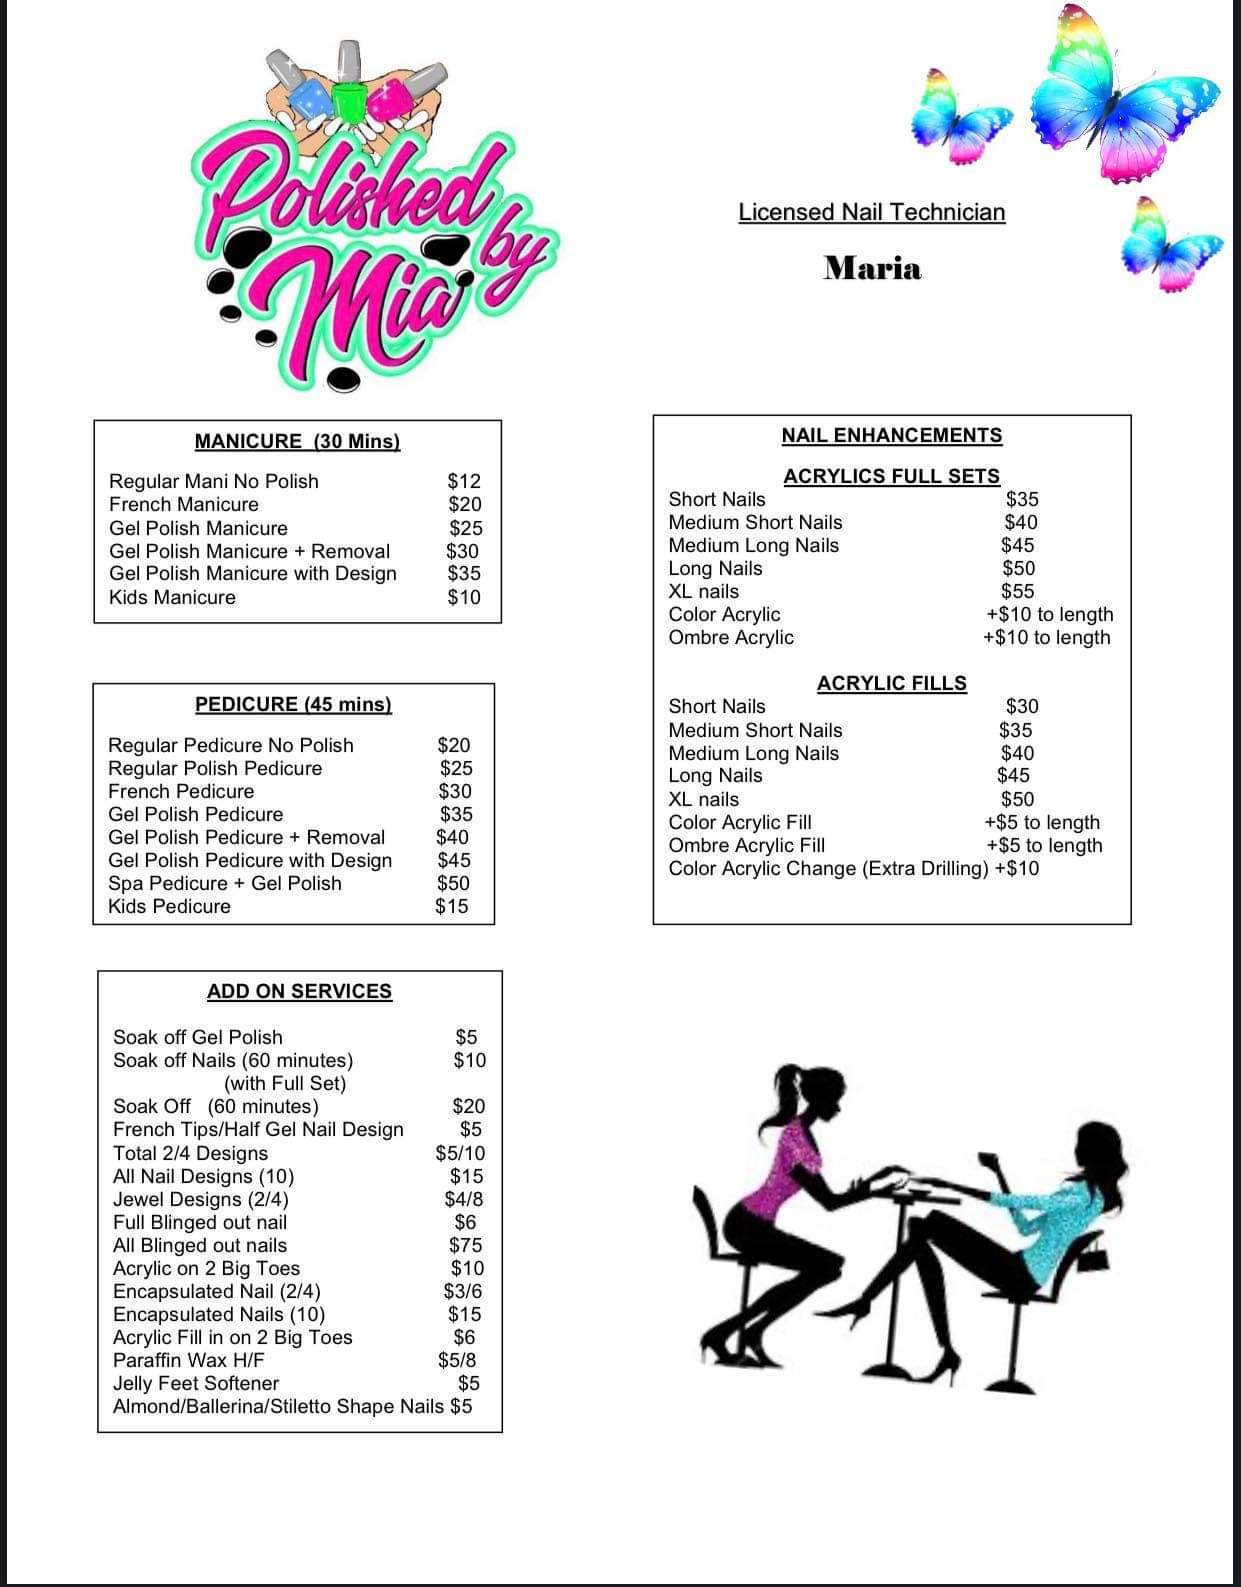 Polished
by
Mia
Licensed Nail Technician
Maria
MANICURE (30 Mins)
Regular Mani No Polish $12
French Manicure $20
Gel Polish Manicure $25
Gel Polish Manicure + Removal $30
Gel Polish Manicure with Design $35
Kids Manicure $10
PEDICURE (45 mins)
Regular Pedicure No Polish $20
Regular Polish Pedicure $25
French Pedicure $30
Gel Polish Pedicure $35
Gel Polish Pedicure + Removal $40
Gel Polish Pedicure with Design $45
Spa Pedicure + Gel Polish $50
Kids Pedicure $15
ADD ON SERVICES
Soak off Gel Polish $5
Soak off Nails (60 minutes) $10
(with Full Set)
Soak Off (60 minutes) $20
French Tips/Half Gel Nail Design $5
Total 2/4 Designs $5/10
All Nail Designs (10) $15
Jewel Designs (2/4) $4/8
Full Blinged out nail $6
All Blinged out nails $75
Acrylic on 2 Big Toes $10
Encapsulated Nail (2/4) $3/6
Encapsulated Nails (10) $15
Acrylic Fill in on 2 Big Toes $6
Paraffin Wax H/F $5/8
Jelly Feet Softener $5
Almond/Ballerina/Stiletto Shape Nails $5
NAIL ENHANCEMENTS
ACRYLICS FULL SETS
Short Nails $35
Medium Short Nails $40
Medium Long Nails $45
Long Nails $50
XL nails $55
Color Acrylic +$10 to length
Ombre Acrylic +$10 to length
ACRYLIC FILLS
Short Nails $30
Medium Short Nails $35
Medium Long Nails $40
Long Nails $45
XL nails $50
Color Acrylic Fill +$5 to length
Ombre Acrylic Fill +$5 to length
Color Acrylic Change (Extra Drilling) +$10